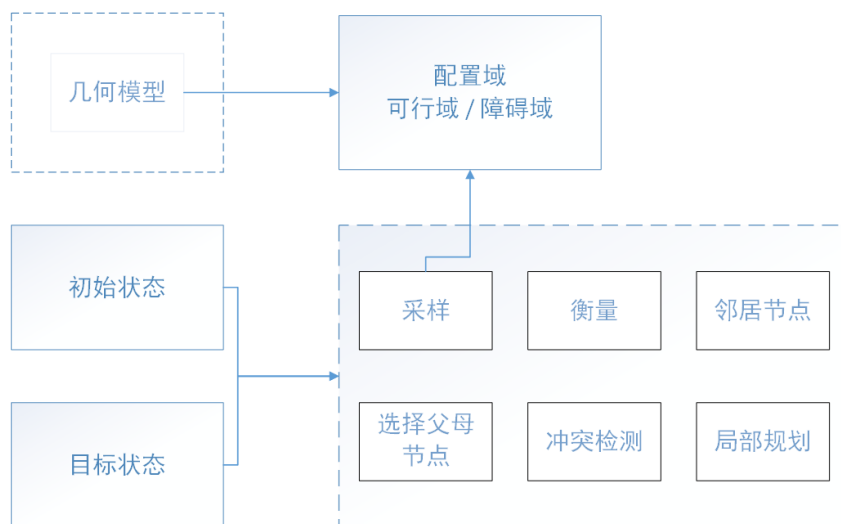 几何模型
配置域
可行域 / 障碍域
初始状态
采样
衡量
邻居节点
目标状态
选择父母
节点
冲突检测
局部规划